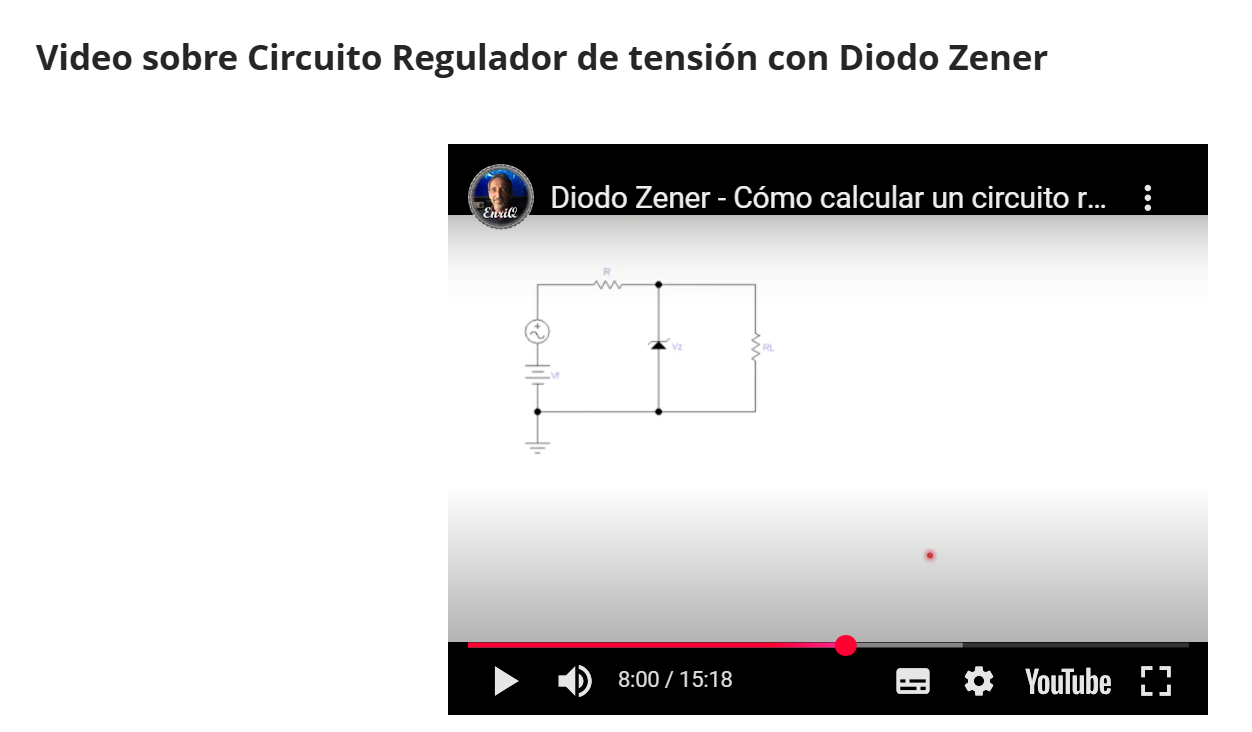 Video sobre Circuito Regulador de tensión con Diodo Zener
EnriQ
Diodo Zener - Cómo calcular un circuito r...
R
Vz
RL
Vf
8:00 / 15:18
YouTube